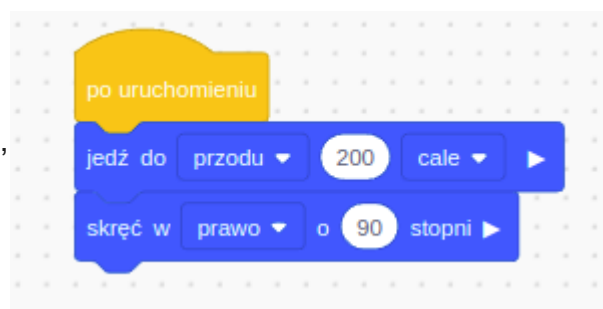 po uruchomieniu
,
jedź do przodu 200 cale
skręć w prawo o 90 stopni